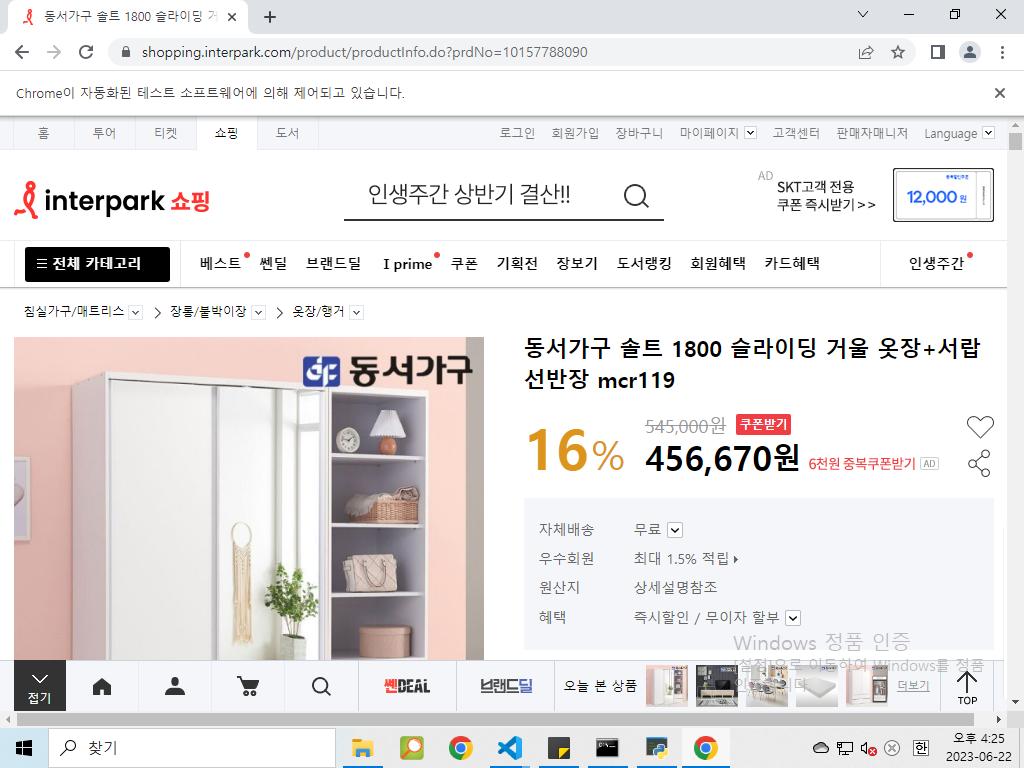 동서가구 솔트 1800 슬라이딩 거
shopping.interpark.com/product/productInfo.do?prdNo=10157788090
Chrome이 자동화된 테스트 소프트웨어에 의해 제어되고 있습니다.
홈 투어 티켓 쇼핑 도서 로그인 회원가입 장바구니 마이페이지 고객센터 판매자매니저 Language
interpark 쇼핑
인생주간 상반기 결산!!
AD SKT고객 전용
쿠폰 즉시받기>>
12,000원
전체 카테고리 베스트 쎈딜 브랜드딜 I prime 쿠폰 기획전 장보기 도서랭킹 회원혜택 카드혜택 인생주간
침실가구/매트리스 장롱/붙박이장 옷장/행거
동서가구
동서가구 솔트 1800 슬라이딩 거울 옷장+서랍
선반장 mcr119
16%
545,000원 쿠폰받기
456,670원 6천원 중복쿠폰받기 AD
자체배송 무료
우수회원 최대 1.5% 적립
원산지 상세설명참조
혜택 즉시할인 / 무이자 할부
Windows 정품 인증
[설정]으로 이동하여 Windows를 정품
접기
쎈DEAL
브랜드딜
오늘 본 상품
더보기
TOP
찾기
한
오후 4:25
2023-06-22